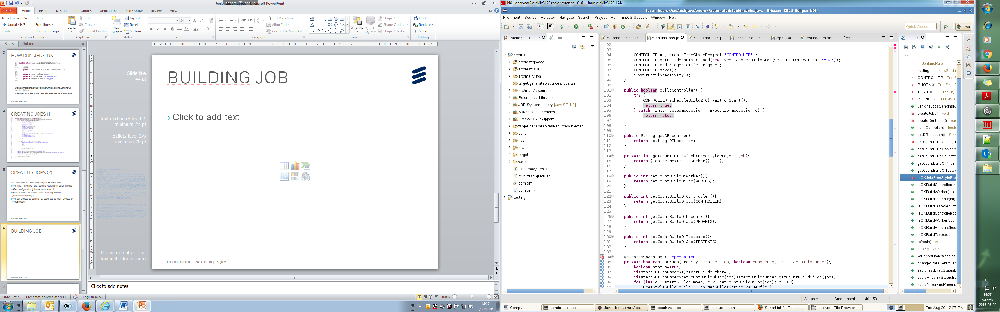 JenkinsInJUnit.pptx - Microsoft PowerPoint
File Home Insert Design Transitions Animations Slide Show Review View
New Ericsson Pres.
Update H/F
Tools
Help
Functions
Change Design
Ericsson Toolbar
Paste
Cut
Copy
Format Painter
Clipboard
New Slide
Layout
Reset
Section
Slides
24
Font
Text Direction
Align Text
Convert to SmartArt
Paragraph
Arrange
Quick Styles
Shape Fill
Shape Outline
Shape Effects
Drawing
Find
Replace
Select
Editing
Slides Outline
3
HOW RUN JENKINS
public class AutomatedScenarioRunnerTest {
@Rule
public JenkinsRule j = new JenkinsRule();
private JenkinsJobs jobs;
private List<Scenario> scenarios;
private LoggerScenario logger;
Using annotations @Rule causes running Jenkins. Jenkins will created in target.
Sometimes we should run clean and install maven in our project
4
CREATING JOBS (1)
5
CREATING JOBS (2)
› In Junit we can configure job just as WebClient
› We must remember that Jenkins working in other Thread
› After configuration jobs we must save it
› Best practices in JenkinsJUnit is using method „waitUntilNoActivity()"
› We can access to Jenkins by code but we don't access by WebBrowser
6
BUILDING JOB
7
Slide title
44 pt
Text and bullet level 1
minimum 24 pt
Bullets level 2-5
minimum 20 pt
Do not add objects or
text in the footer area
BUILDING JOB
› Click to add text
Ericsson Internal | 2011-10-19 | Page 6
Click to add notes
Slide 6 of 7 "PresentationTemplate2011" English (U.S.) 100%
PL 14:27
8/30/2016
NX - ebarkaw@esekilx8120.rnd.ericsson.se:1016 - Linux-esekilx8120-LAN
Java - becrux/src/test/java/becrux/automated/JenkinsJobs.java - Ericsson EECS Eclipse SDK
File Edit Source Refactor Navigate Search Project Run EECS Support Window Help
Quick Access Java
Package Explorer JUnit
becrux
src/test/groovy
src/test/java
src/main/java
target/generated-sources/localizer
src/main/resources
Referenced Libraries
JRE System Library [JavaSE-1.8]
Maven Dependencies
Groovy DSL Support
target/generated-test-sources/injected
build
libs
src
target
work
list_groovy_tcs.sh
mvn_test_quick.sh
pom.xml
pom.xml~
testing
AutomatedScenar *JenkinsJobs.ja ScenarioClean.j JenkinsSetting. App.java testing/pom.xml »22
92
93
94 CONTROLLER = j.createFreeStyleProject("CONTROLLER");
95 CONTROLLER.getBuildersList().add(new EventHandlerBuildStep(setting.DBLocation, "500"));
96 CONTROLLER.addTrigger(eiffelTrigger);
97 CONTROLLER.save();
98 j.waitUntilNoActivity();
99 }
100
101 public boolean buildController(){
102 try {
103 CONTROLLER.scheduleBuild2(0).waitForStart();
104 return true;
105 } catch (InterruptedException | ExecutionException e) {
106 return false;
107 }
108 }
109
110 public String getDBLocation(){
111 return setting.DBLocation;
112 }
113
114 private int getCountBuildOfJob(FreeStyleProject job){
115 return (job.getNextBuildNumber() - 1);
116 }
117
118 public int getCountBuildOfWorker(){
119 return getCountBuildOfJob(WORKER);
120 }
121
122 public int getCountBuildOfController(){
123 return getCountBuildOfJob(CONTROLLER);
124 }
125
126 public int getCountBuildOfPhoenix(){
127 return getCountBuildOfJob(PHOENIX);
128 }
129
130 public int getCountBuildOfTestexec(){
131 return getCountBuildOfJob(TESTEXEC);
132 }
133
134 @SuppressWarnings("deprecation")
135 private boolean isOKJob(FreeStyleProject job, boolean enableLog, int startBuildnumber){
136 boolean status=true;
137 if(startBuildnumber<1)startBuildnumber=1;
138 if(startBuildnumber>getCountBuildOfJob(job))startBuildnumber=getCountBuildOfJob(job);
139 for (int c = startBuildnumber; c <= getCountBuildOfJob(job); c++) {
140 FreeStyleBuild build = job.getBuild(String.valueOf(c));
Outline
j : JenkinsRule
setting : JenkinsSettin
CONTROLLER : FreeS
PHOENIX : FreeStyleF
TESTEXEC : FreeStyl
WORKER : FreeStyle
JenkinsJobs(JenkinsR
createJobs() : void
createController() : voi
buildController() : bool
getDBLocation() : Strin
getCountBuildOfJob(Fr
getCountBuildOfWorke
getCountBuildOfContro
getCountBuildOfPhoen
getCountBuildOfTestex
isOKJob(FreeStylePro
isOKBuildController(int
isOKBuildWorker(int)
isOKBuildPhoenix(int)
isOKBuildTestexec(int
isOKBuildController(bo
isOKBuildWorker(bool
isOKBuildPhoenix(boo
isOKBuildTestexec(bo
refresh() : void
clean() : void
votingAsNodes(boolea
changeStateController
setToTestExecStatusB
setToPhoenixStatusBu
setToNeverEndPhoeni
Writable Smart Insert 140 : 53
Computer admin : eclipse Java - becrux/src/test... ebarkaw : top becrux : bash SonarLint for Eclipse ... becrux - File Browser Tue Aug 30, 2:27 PM
PL
14:27
wtorek
2016-08-30